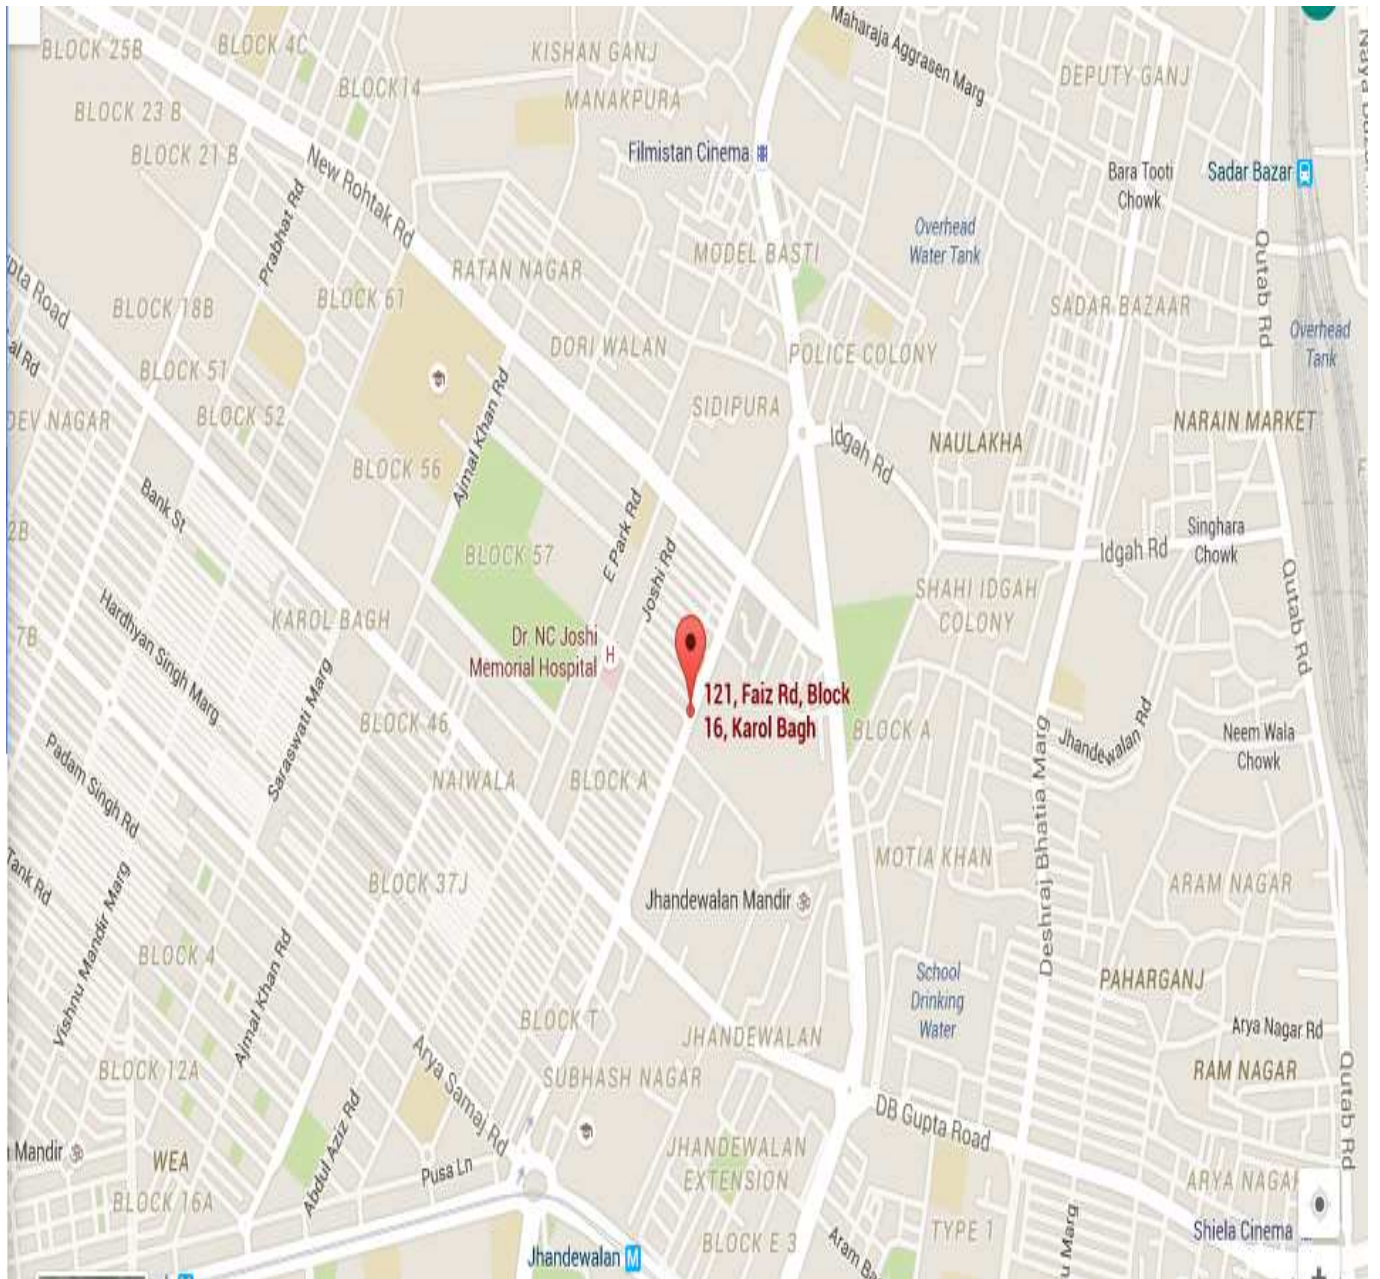 BLOCK 25B
BLOCK 4C
KISHAN GANJ
Maharaja Aggrasen Marg
DEPUTY GANJ
BLOCK14
MANAKPURA
BLOCK 23 B
BLOCK 21 B
New Rohtak Rd
Filmistan Cinema
Bara Tooti
Chowk
Sadar Bazar
Prabhat Rd
Overhead
Water Tank
Qutab Rd
MODEL BASTI
RATAN NAGAR
BLOCK 61
BLOCK 18B
SADAR BAZAAR
Overhead
Tank
pta Road
al Rd
DORI WALAN
POLICE COLONY
BLOCK 51
Ajmal Khan Rd
DEV NAGAR
BLOCK 52
SIDIPURA
Idgah Rd
NAULAKHA
NARAIN MARKET
BLOCK 56
Bank St
2B
E Park Rd
Joshi Rd
BLOCK 57
Idgah Rd
Singhara
Chowk
Qutab Rd
SHAHI IDGAH
COLONY
Hardhyan Singh Marg
KAROL BAGH
7B
Dr. NC Joshi
Memorial Hospital
Saraswati Marg
121, Faiz Rd, Block
16, Karol Bagh
BLOCK 46
BLOCK A
Jhandewalan Rd
Neem Wala
Chowk
Padam Singh Rd
NAIWALA
BLOCK A
Deshraj Bhatia Marg
MOTIA KHAN
Tank Rd
Vishnu Mandir Marg
BLOCK 37J
Jhandewalan Mandir
ARAM NAGAR
BLOCK 4
Ajmal Khan Rd
School
Drinking
Water
PAHARGANJ
BLOCK T
JHANDEWALAN
Arya Nagar Rd
BLOCK 12A
Arya Samaj Rd
SUBHASH NAGAR
RAM NAGAR
Qutab Rd
DB Gupta Road
Abdul Aziz Rd
Mandir
WEA
Pusa Ln
JHANDEWALAN
EXTENSION
ARYA NAGA
BLOCK 16A
Jhandewalan
BLOCK E 3
Aram Ba
TYPE 1
u Marg
Shiela Cinema